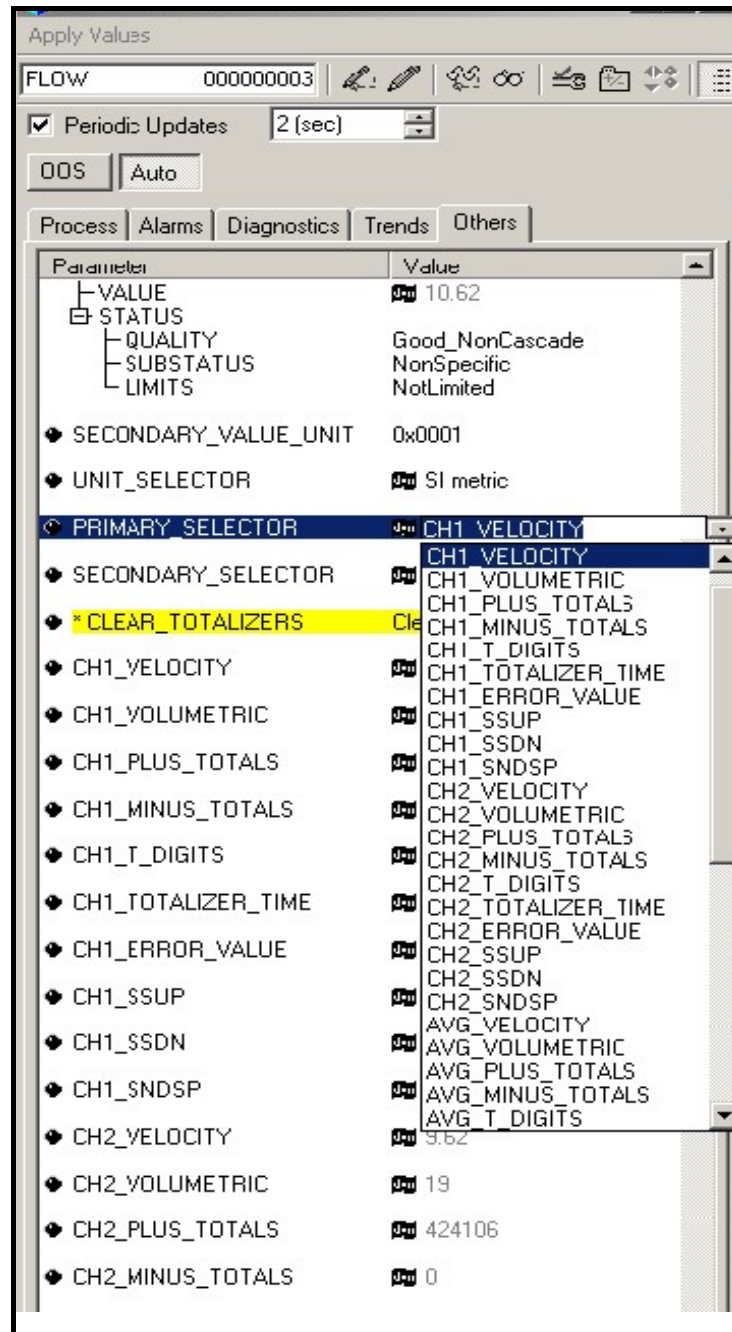 Apply Values
FLOW 000000003
Periodic Updates 2 (sec)
OOS Auto
Process Alarms Diagnostics Trends Others
Parameter Value
VALUE 10.62
STATUS
QUALITY Good_NonCascade
SUBSTATUS NonSpecific
LIMITS NotLimited
SECONDARY_VALUE_UNIT 0x0001
UNIT_SELECTOR SI metric
PRIMARY_SELECTOR CH1_VELOCITY
SECONDARY_SELECTOR
* CLEAR_TOTALIZERS Cle
CH1_VELOCITY
CH1_VOLUMETRIC
CH1_PLUS_TOTALS
CH1_MINUS_TOTALS
CH1_T_DIGITS
CH1_TOTALIZER_TIME
CH1_ERROR_VALUE
CH1_SSUP
CH1_SSDN
CH1_SNDSP
CH2_VELOCITY 9.62
CH2_VOLUMETRIC 19
CH2_PLUS_TOTALS 424106
CH2_MINUS_TOTALS 0
CH1_VELOCITY
CH1_VOLUMETRIC
CH1_PLUS_TOTALS
CH1_MINUS_TOTALS
CH1_T_DIGITS
CH1_TOTALIZER_TIME
CH1_ERROR_VALUE
CH1_SSUP
CH1_SSDN
CH1_SNDSP
CH2_VELOCITY
CH2_VOLUMETRIC
CH2_PLUS_TOTALS
CH2_MINUS_TOTALS
CH2_T_DIGITS
CH2_TOTALIZER_TIME
CH2_ERROR_VALUE
CH2_SSUP
CH2_SSDN
CH2_SNDSP
AVG_VELOCITY
AVG_VOLUMETRIC
AVG_PLUS_TOTALS
AVG_MINUS_TOTALS
AVG_T_DIGITS